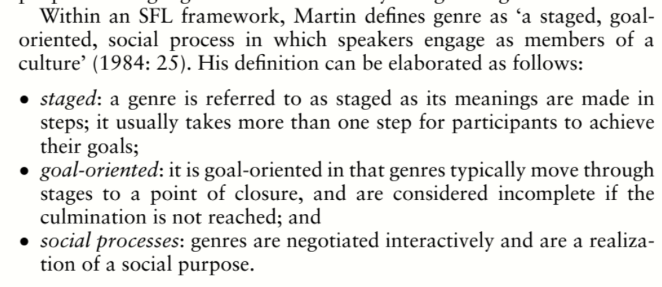 Within an SFL framework, Martin defines genre as ‘a staged, goal-
oriented, social process in which speakers engage as members of a
culture’ (1984: 25). His definition can be elaborated as follows:
• staged: a genre is referred to as staged as its meanings are made in
steps; it usually takes more than one step for participants to achieve
their goals;
• goal-oriented: it is goal-oriented in that genres typically move through
stages to a point of closure, and are considered incomplete if the
culmination is not reached; and
• social processes: genres are negotiated interactively and are a realiza-
tion of a social purpose.